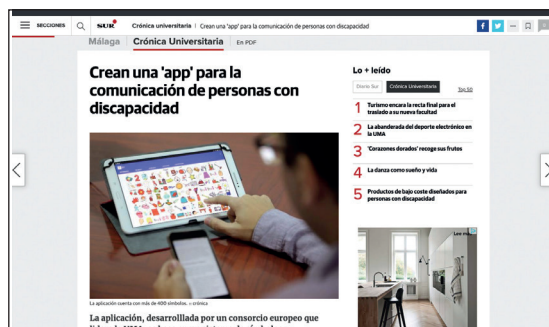 SECCIONES
SUR
Crónica universitaria | Crean una 'app' para la comunicación de personas con discapacidad
Málaga
Crónica Universitaria
En PDF
Crean una 'app' para la
comunicación de personas con
discapacidad
La aplicación cuenta con más de 400 símbolos. :: crónica
La aplicación, desarrolllada por un consorcio europeo que
Lo + leído
Diario Sur
Crónica Universitaria
Top 50
1 Turismo encara la recta final para el
traslado a su nueva facultad
2 La abanderada del deporte electrónico en
la UMA
3 'Corazones dorados' recoge sus frutos
4 La danza como sueño y vida
5 Productos de bajo coste diseñados para
personas con discapacidad